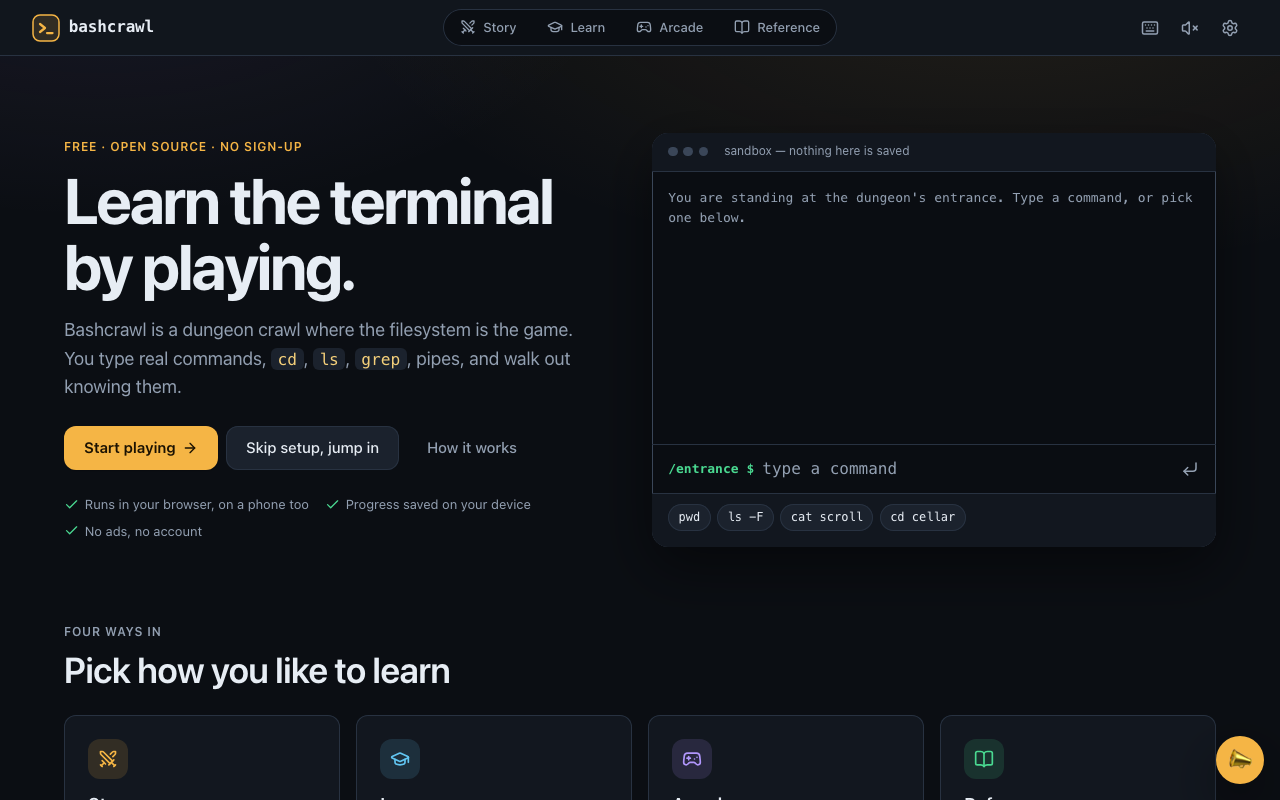 bashcrawl
Story
Learn
Arcade
Reference
FREE · OPEN SOURCE · NO SIGN-UP
Learn the terminal
by playing.
Bashcrawl is a dungeon crawl where the filesystem is the game.
You type real commands, cd, ls, grep, pipes, and walk out
knowing them.
Start playing →
Skip setup, jump in
How it works
Runs in your browser, on a phone too
Progress saved on your device
No ads, no account
sandbox — nothing here is saved
You are standing at the dungeon's entrance. Type a command, or pick
one below.
/entrance $ type a command
pwd
ls -F
cat scroll
cd cellar
FOUR WAYS IN
Pick how you like to learn